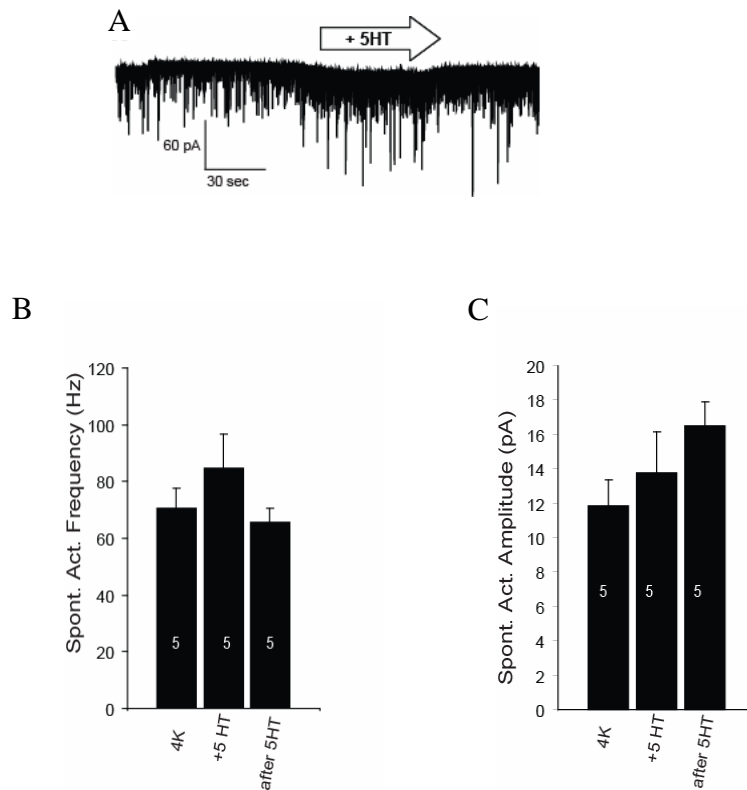 A
+ 5HT
60 pA
30 sec
B
Spont. Act. Frequency (Hz)
120
100
80
60
40
20
0
5
5
5
4K
+5 HT
after 5HT
C
Spont. Act. Amplitude (pA)
20
18
16
14
12
10
8
6
4
2
0
5
5
5
4K
+5 HT
after 5HT